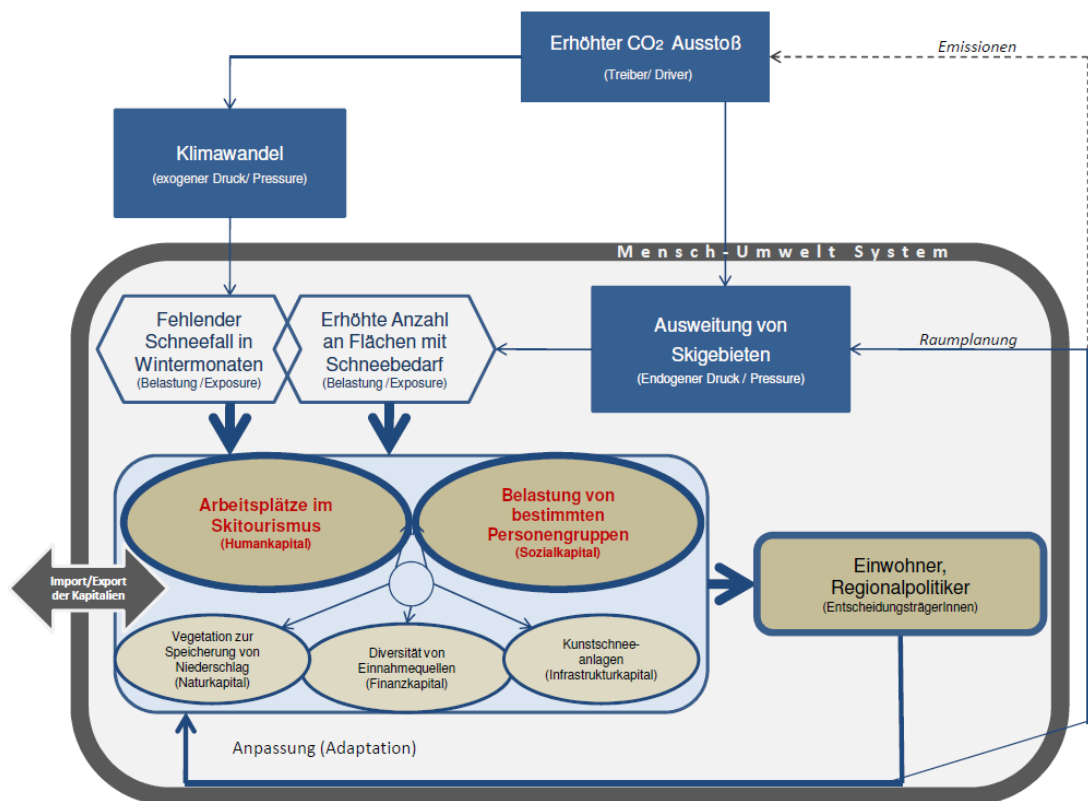 Erhöhter CO₂ Ausstoß
(Treiber/ Driver)
Emissionen
Klimawandel
(exogener Druck/ Pressure)
Mensch-Umwelt System
Fehlender
Schneefall in
Wintermonaten
(Belastung /Exposure)
Erhöhte Anzahl
an Flächen mit
Schneebedarf
(Belastung /Exposure)
Ausweitung von
Skigebieten
(Endogener Druck / Pressure)
Raumplanung
Arbeitsplätze im
Skitourismus
(Humankapital)
Belastung von
bestimmten
Personengruppen
(Sozialkapital)
Import/Export
der Kapitalien
Einwohner,
Regionalpolitiker
(EntscheidungsträgerInnen)
Vegetation zur
Speicherung von
Niederschlag
(Naturkapital)
Diversität von
Einnahmequellen
(Finanzkapital)
Kunstschnee-
anlagen
(Infrastrukturkapital)
Anpassung (Adaptation)